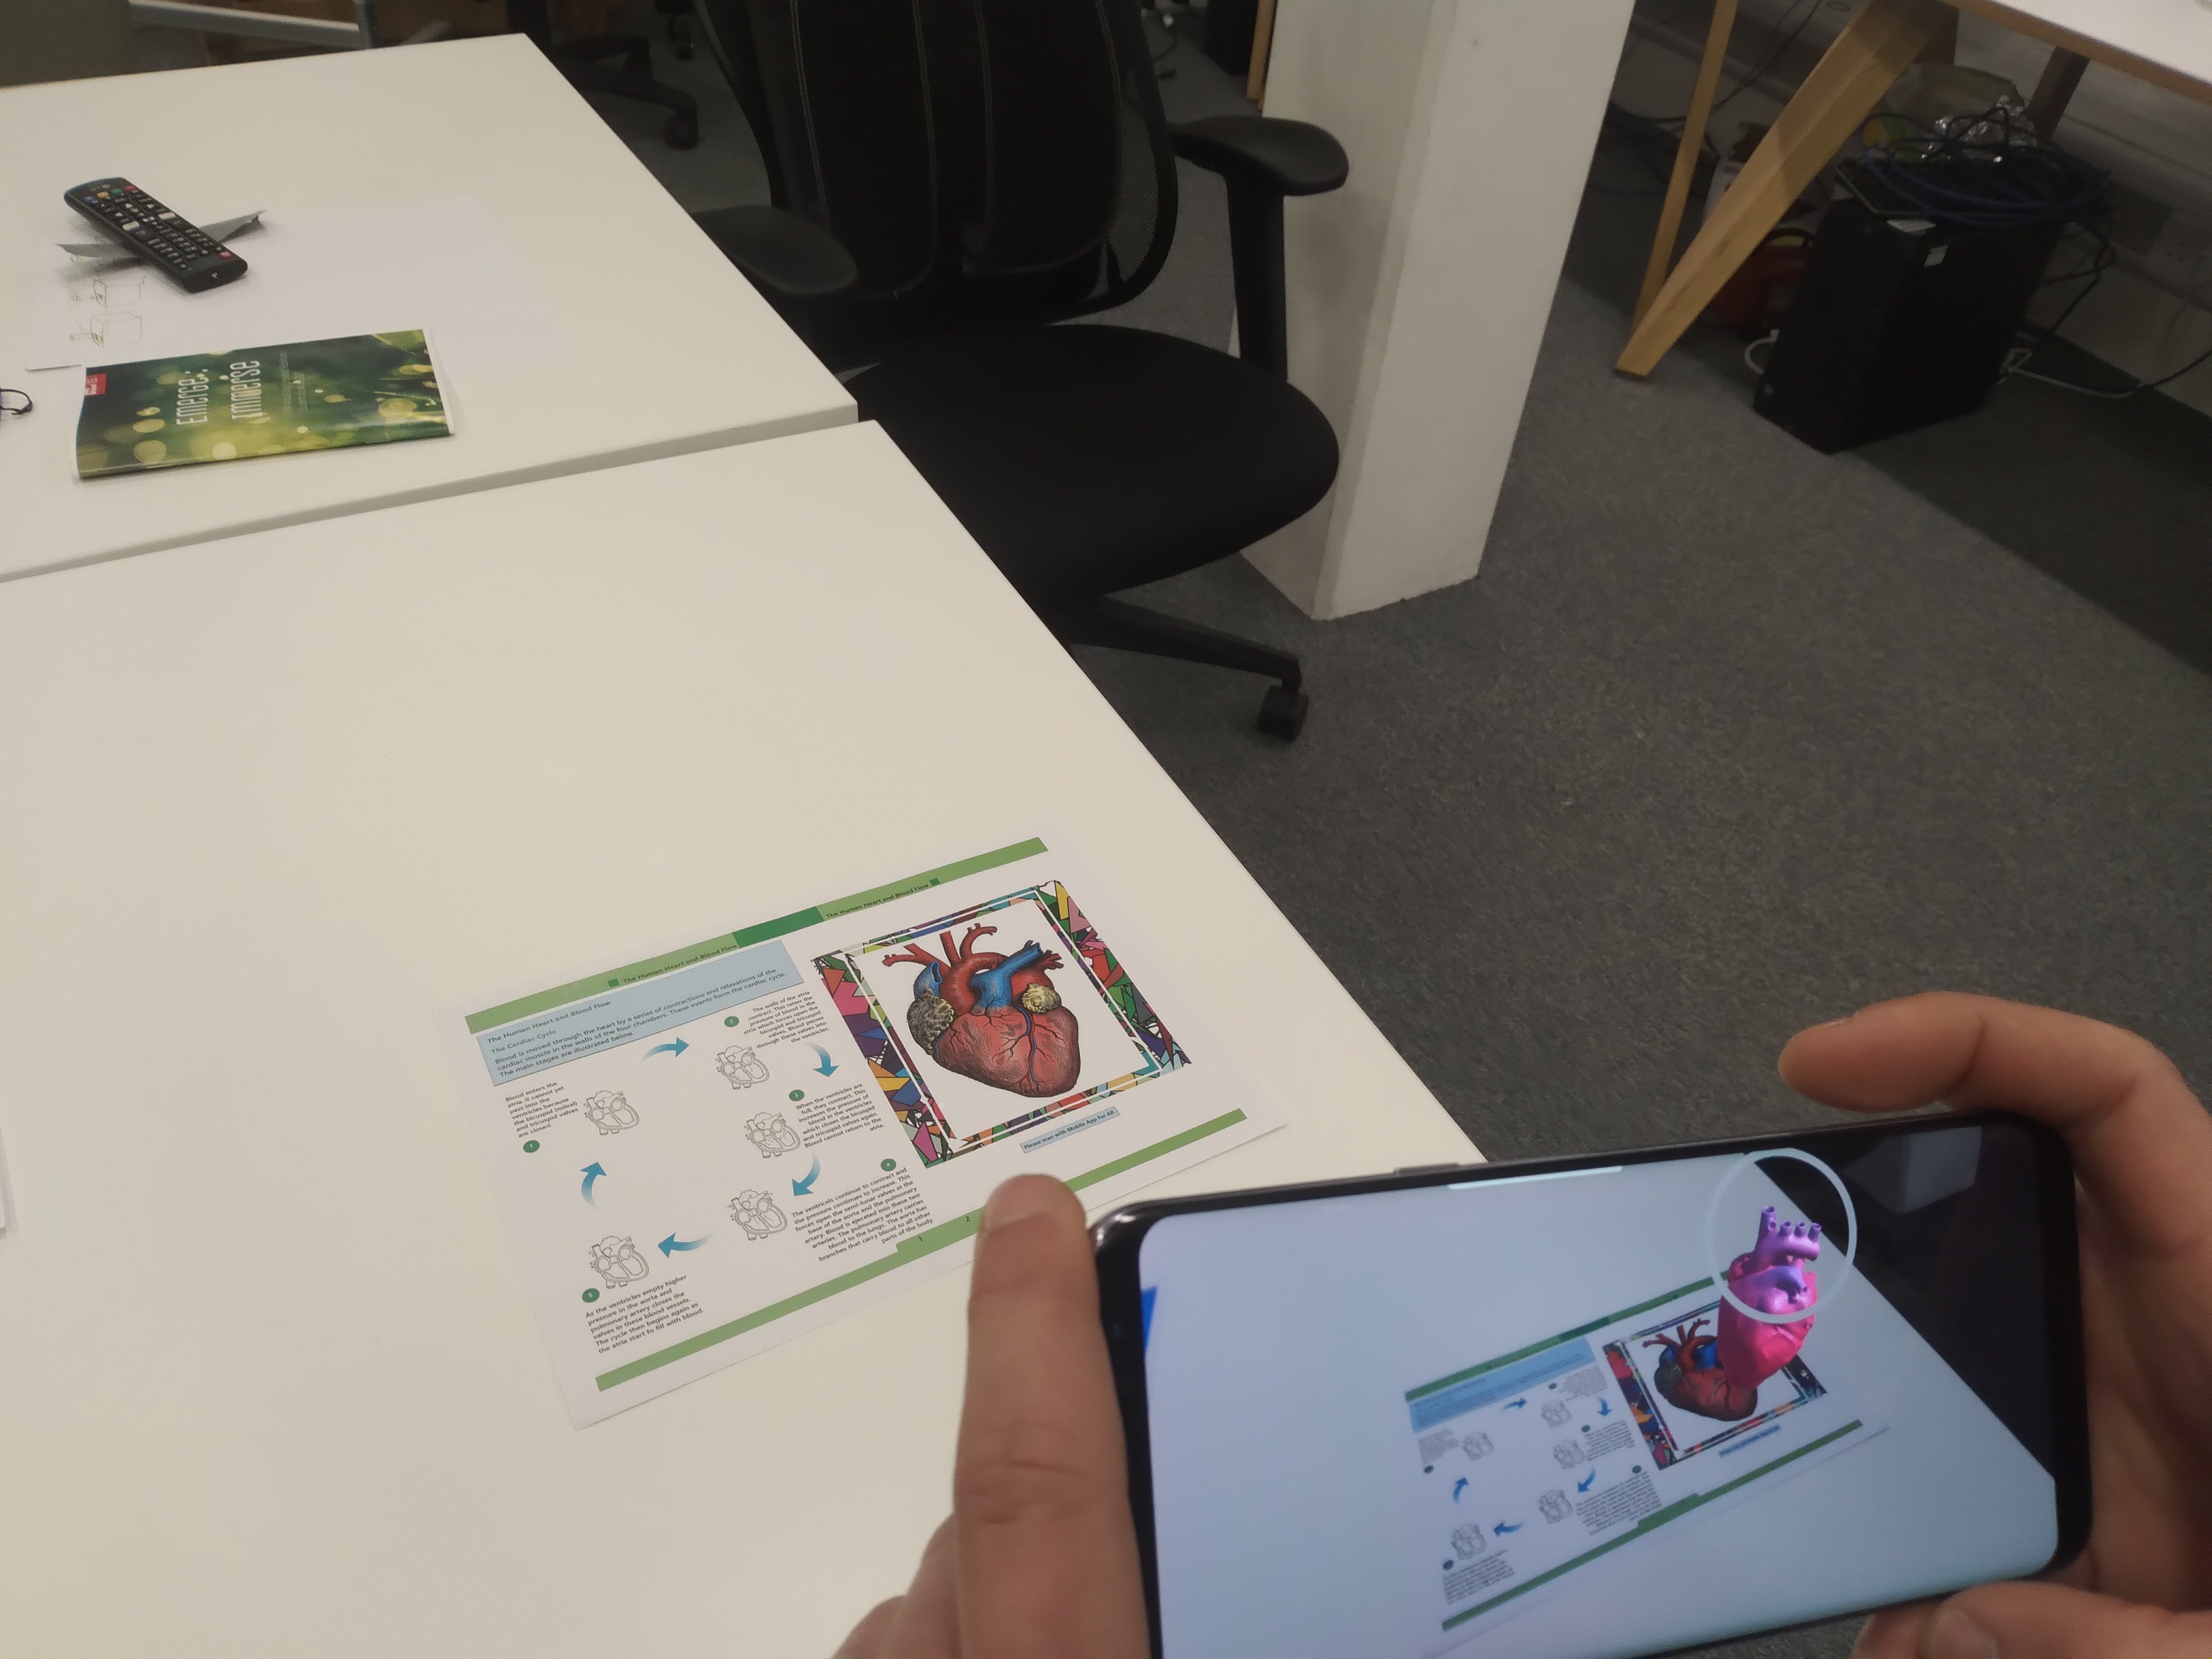 Emerge:
Immerse
The Human Heart and Blood Flow
The Human Heart and Blood Flow
The Human Heart and Blood Flow
The Cardiac Cycle
Blood is moved through the heart by a series of contractions and relaxations of the
cardiac muscle in the walls of the four chambers. These events form the cardiac cycle.
The main stages are illustrated below.
Blood enters the
atria. It cannot yet
pass into the
ventricles because
the bicuspid (mitral)
and tricuspid valves
are closed.
1
2
The walls of the atria
contract. This raises the
pressure of blood in the
atria which forces open the
bicuspid and tricuspid
valves. Blood passes
through these valves into
the ventricles
3
When the ventricles are
full, they contract. This
increases the pressure of
blood in the ventricles
which closes the bicuspid
and tricuspid valves again.
Blood cannot return to the
atria.
4
The ventricals continue to contract and
the pressure continues to increase. This
forces open the semi-lunar valves at the
base of the aorta and the pulmonary
artery. Blood is ejected into these two
arteries. The pulmonary artery carries
blood to the lungs. The aorta has
branches that carry blood to all other
parts of the body.
5
As the ventricles empty higher
pressure in the aorta and
pulmonary artery closes the
valves in these blood vessels.
The cycle then begins again as
the atria start to fill with blood.
Please scan with Mobile App for AR
1
2